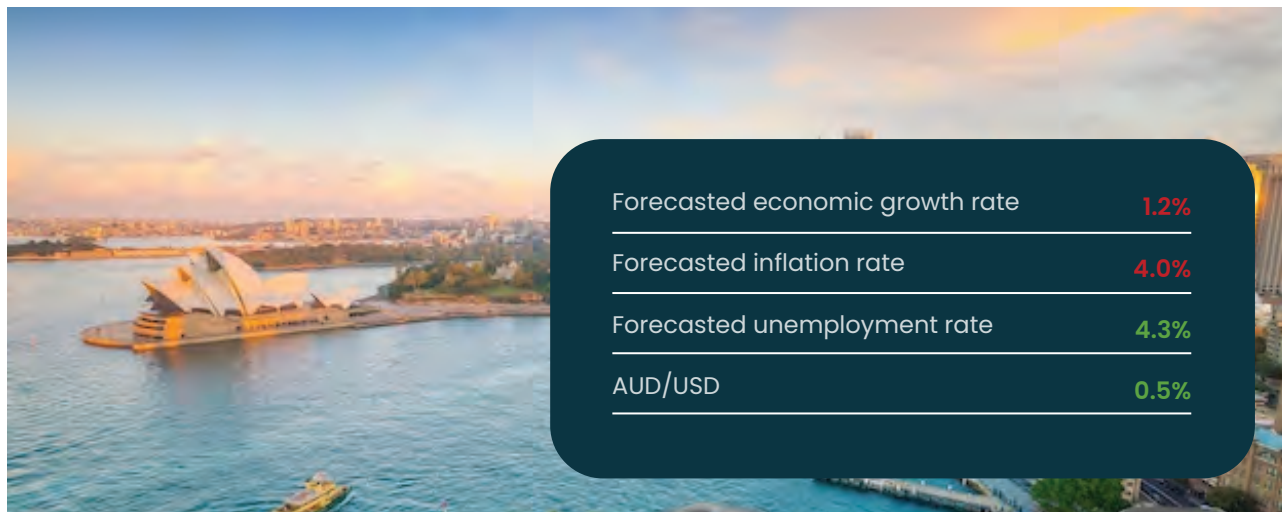 Forecasted economic growth rate 1.2%
Forecasted inflation rate 4.0%
Forecasted unemployment rate 4.3%
AUD/USD 0.5%